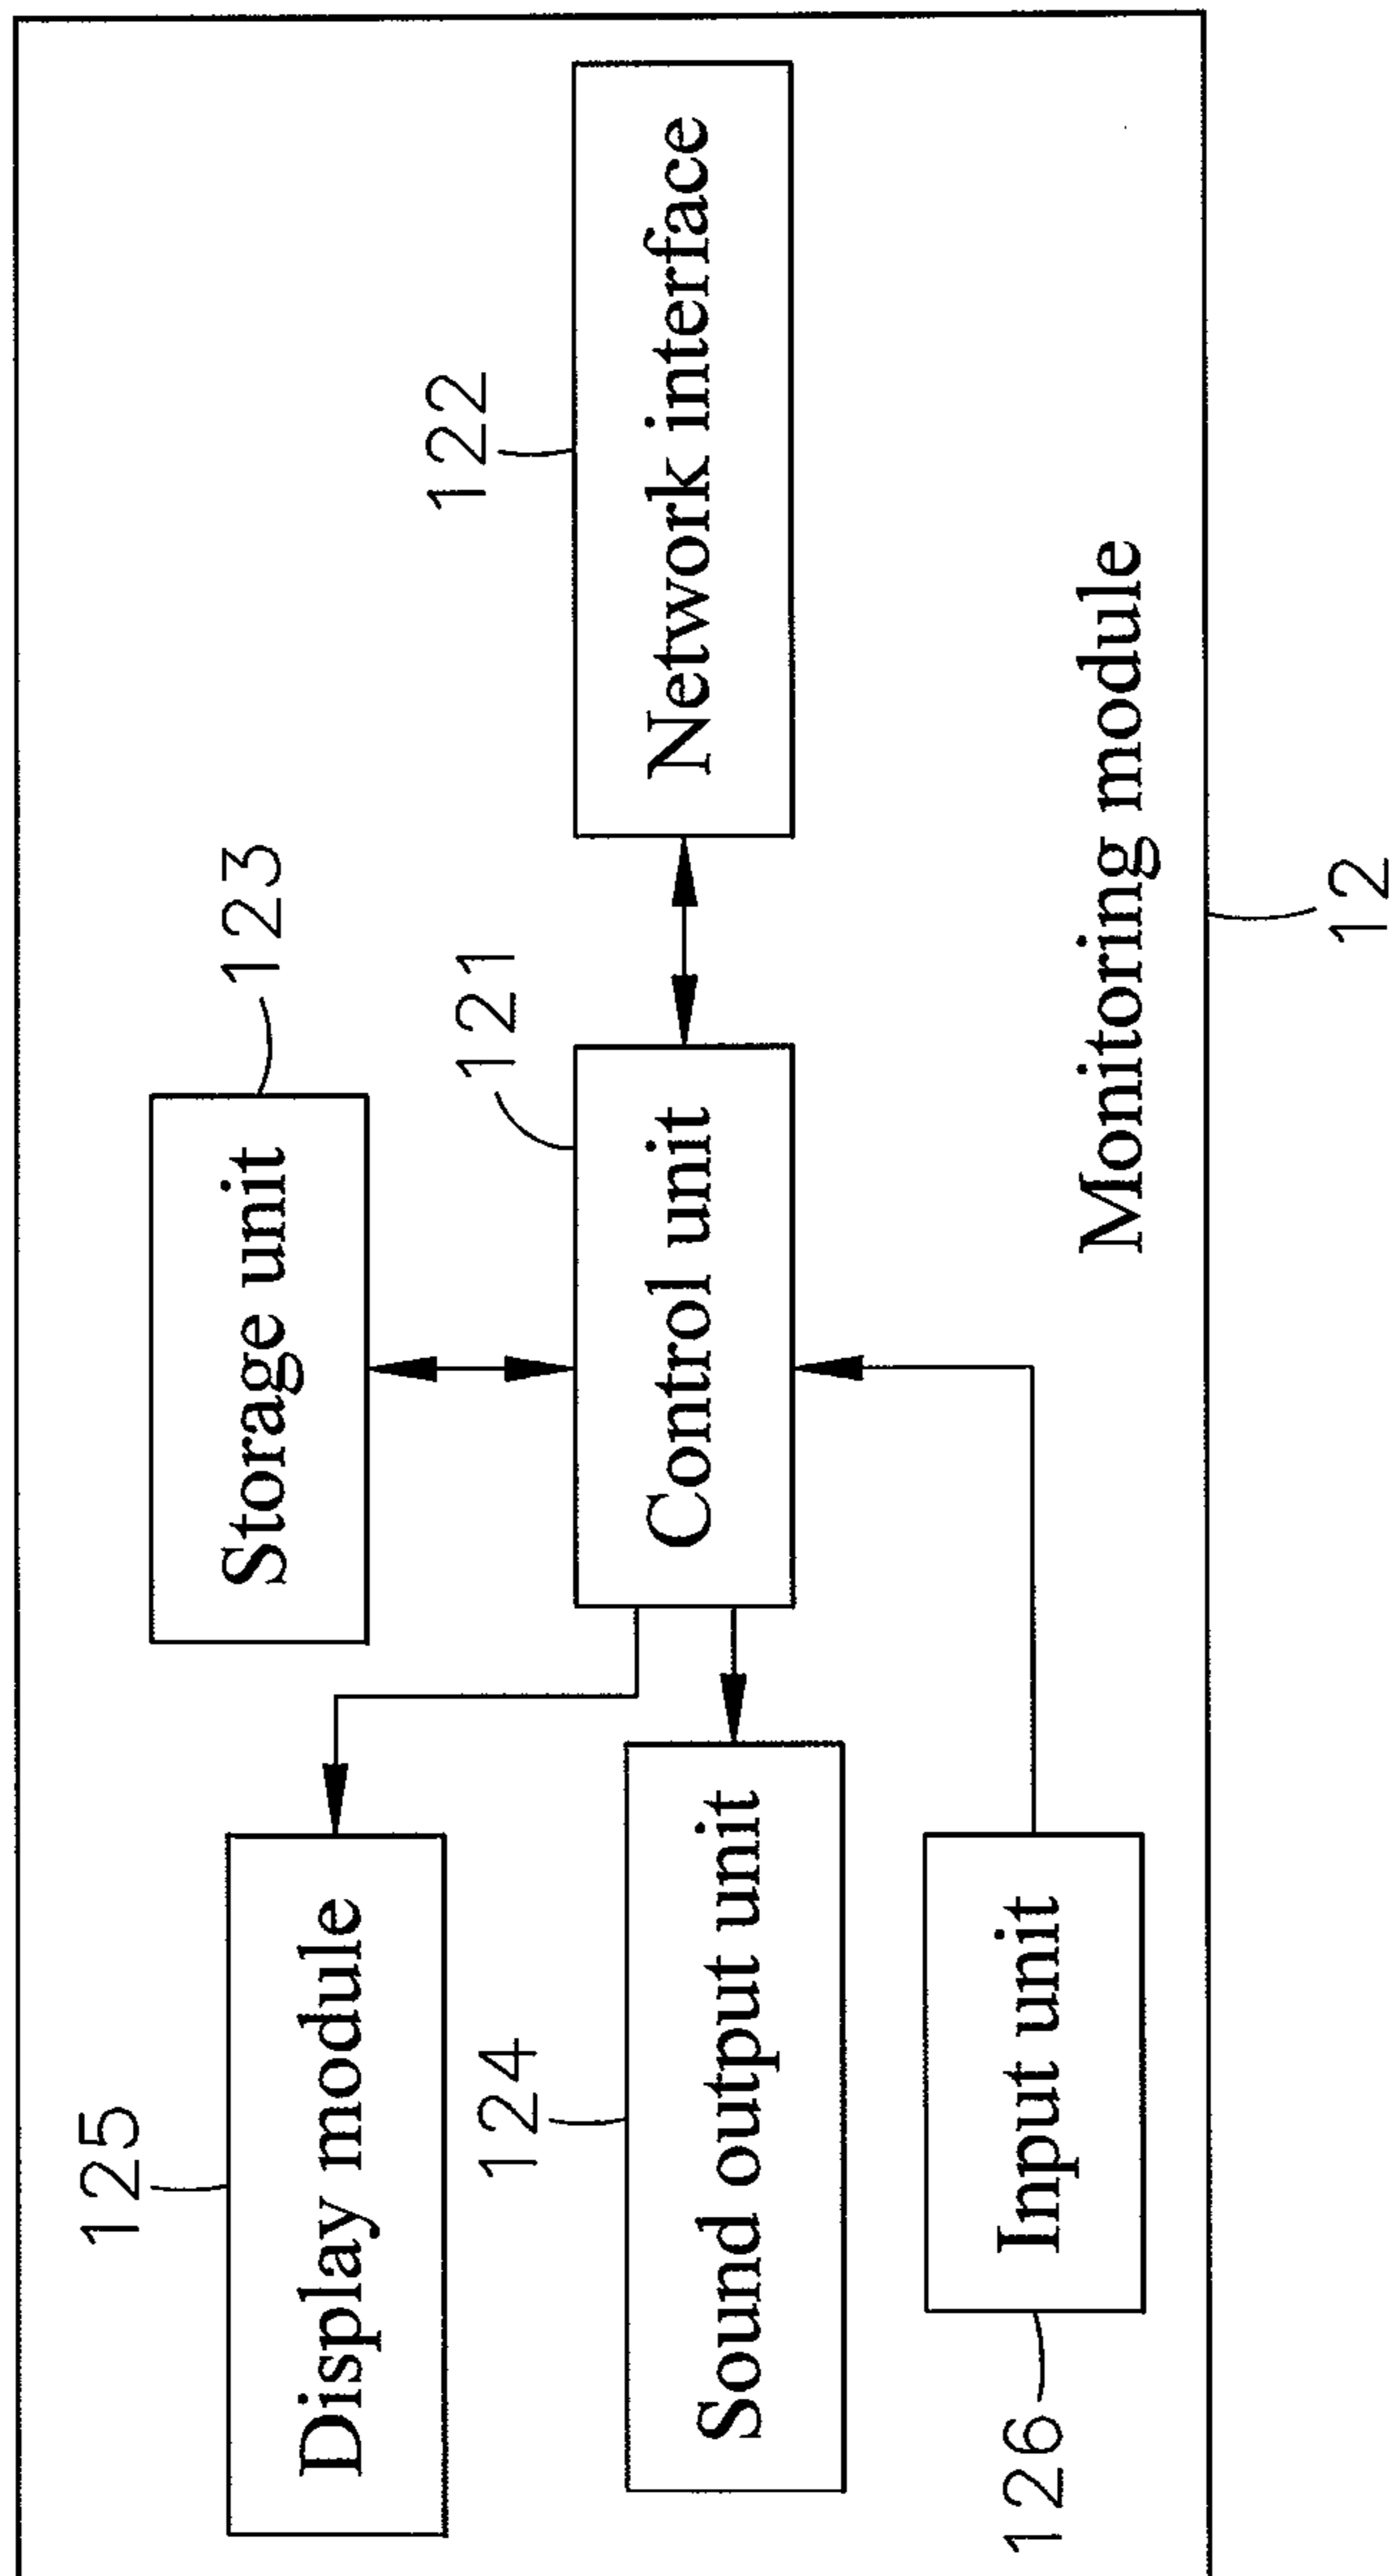 125
Display module
123
Storage unit
124
Sound output unit
121
Control unit
122
Network interface
126
Input unit
Monitoring module
12